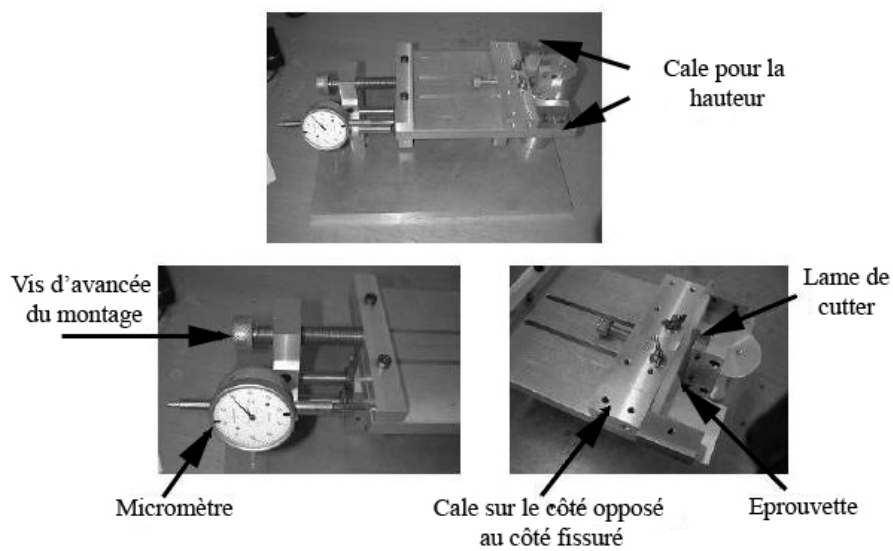 Cale pour la
hauteur
Vis d’avancée
du montage
Lame de
cutter
Micromètre
Cale sur le côté opposé
au côté fissuré
Eprouvette